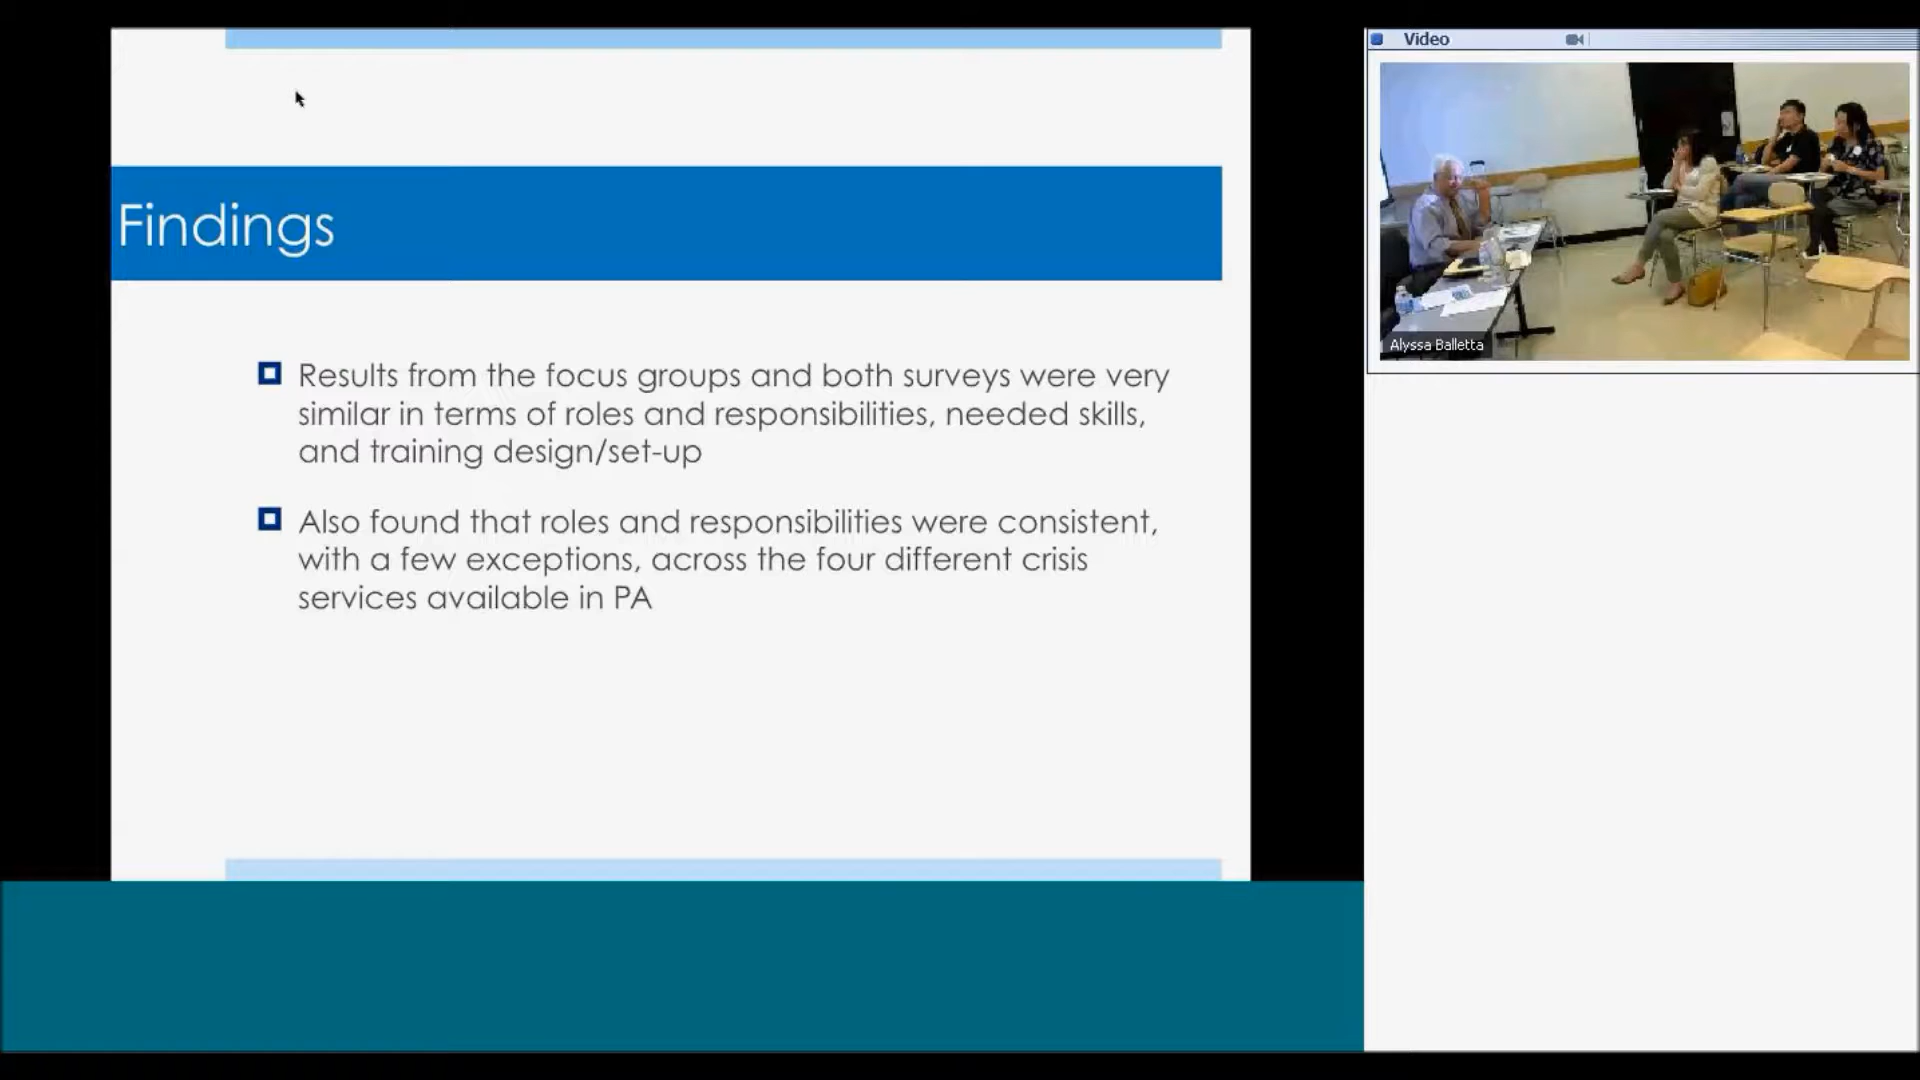 Findings
Results from the focus groups and both surveys were very
similar in terms of roles and responsibilities, needed skills,
and training design/set-up
Also found that roles and responsibilities were consistent,
with a few exceptions, across the four different crisis
services available in PA
Video
Alyssa Balletta